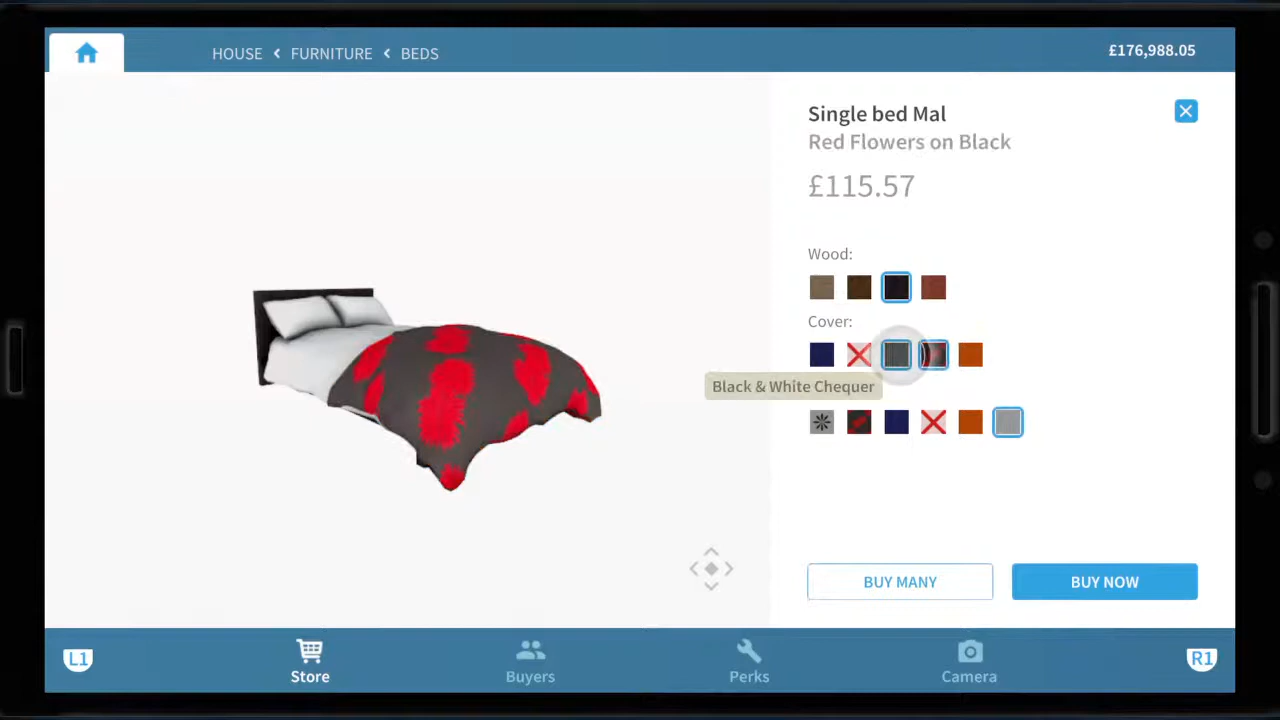 HOUSE < FURNITURE < BEDS
£176,988.05
Single bed Mal
Red Flowers on Black
£115.57
Wood:
Cover:
Black & White Chequer
BUY MANY
BUY NOW
L1
Store
Buyers
Perks
Camera
R1